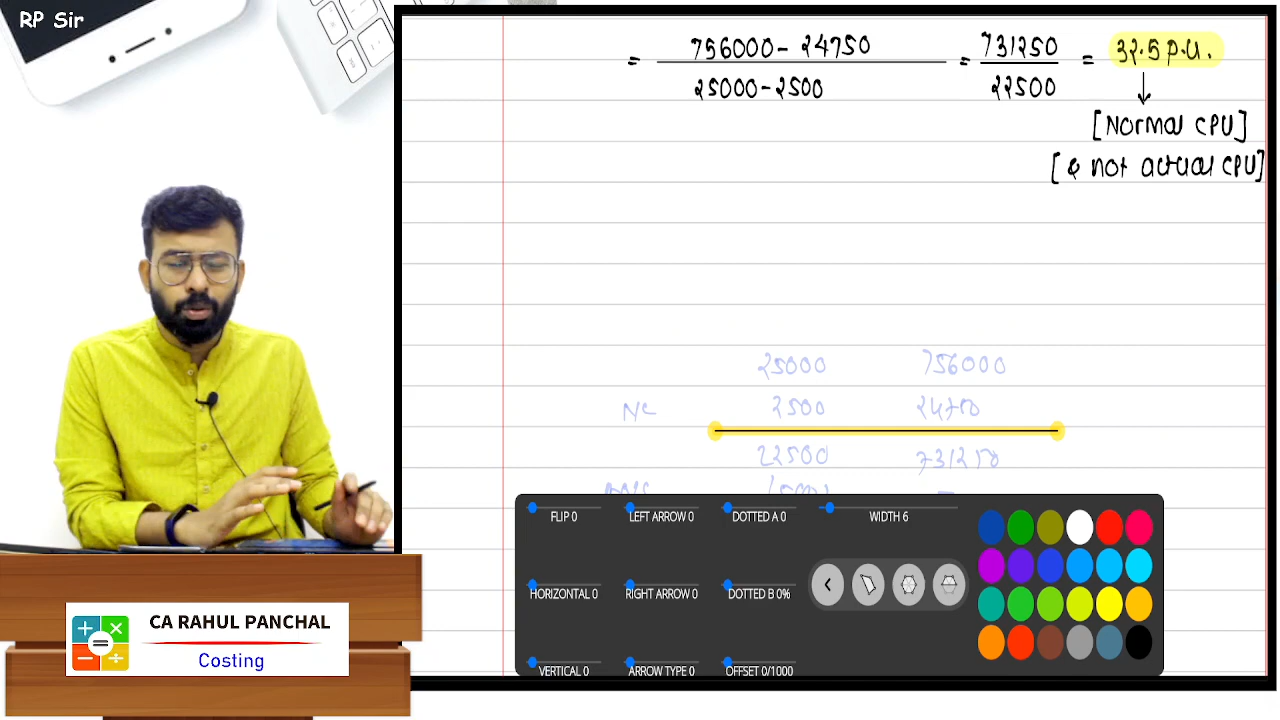 RP Sir
= 756000 - 24750 = 731250 = 32.5 P.U.
25000 - 2500 22500
[Normal CPU]
[& not actual CPU]
25000 756000
NC 2500 24750
22500 731250
FLIP 0 LEFT ARROW 0 DOTTED A 0 WIDTH 6
HORIZONTAL 0 RIGHT ARROW 0 DOTTED B 0%
VERTICAL 0 ARROW TYPE 0 OFFSET 0/1000
CA RAHUL PANCHAL
Costing